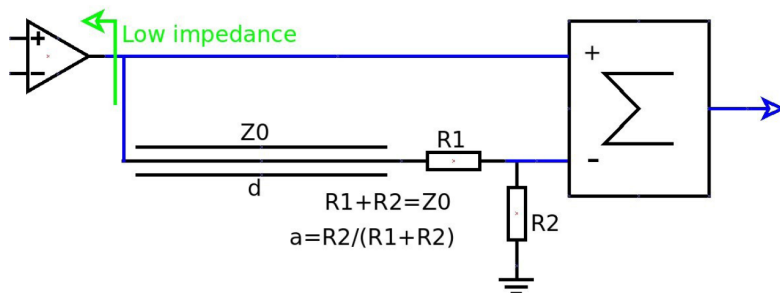 +
-
Low impedance
+
Σ
-
Z0
d
R1
R1+R2=Z0
a=R2/(R1+R2)
R2